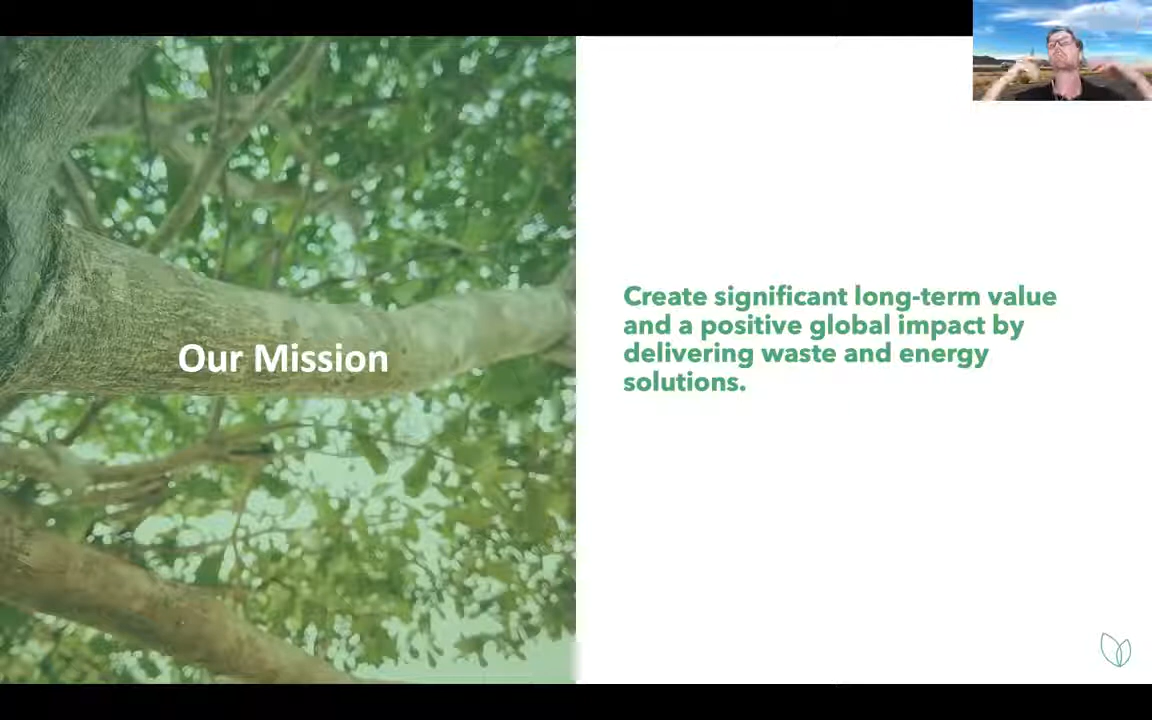 Our Mission
Create significant long-term value
and a positive global impact by
delivering waste and energy
solutions.